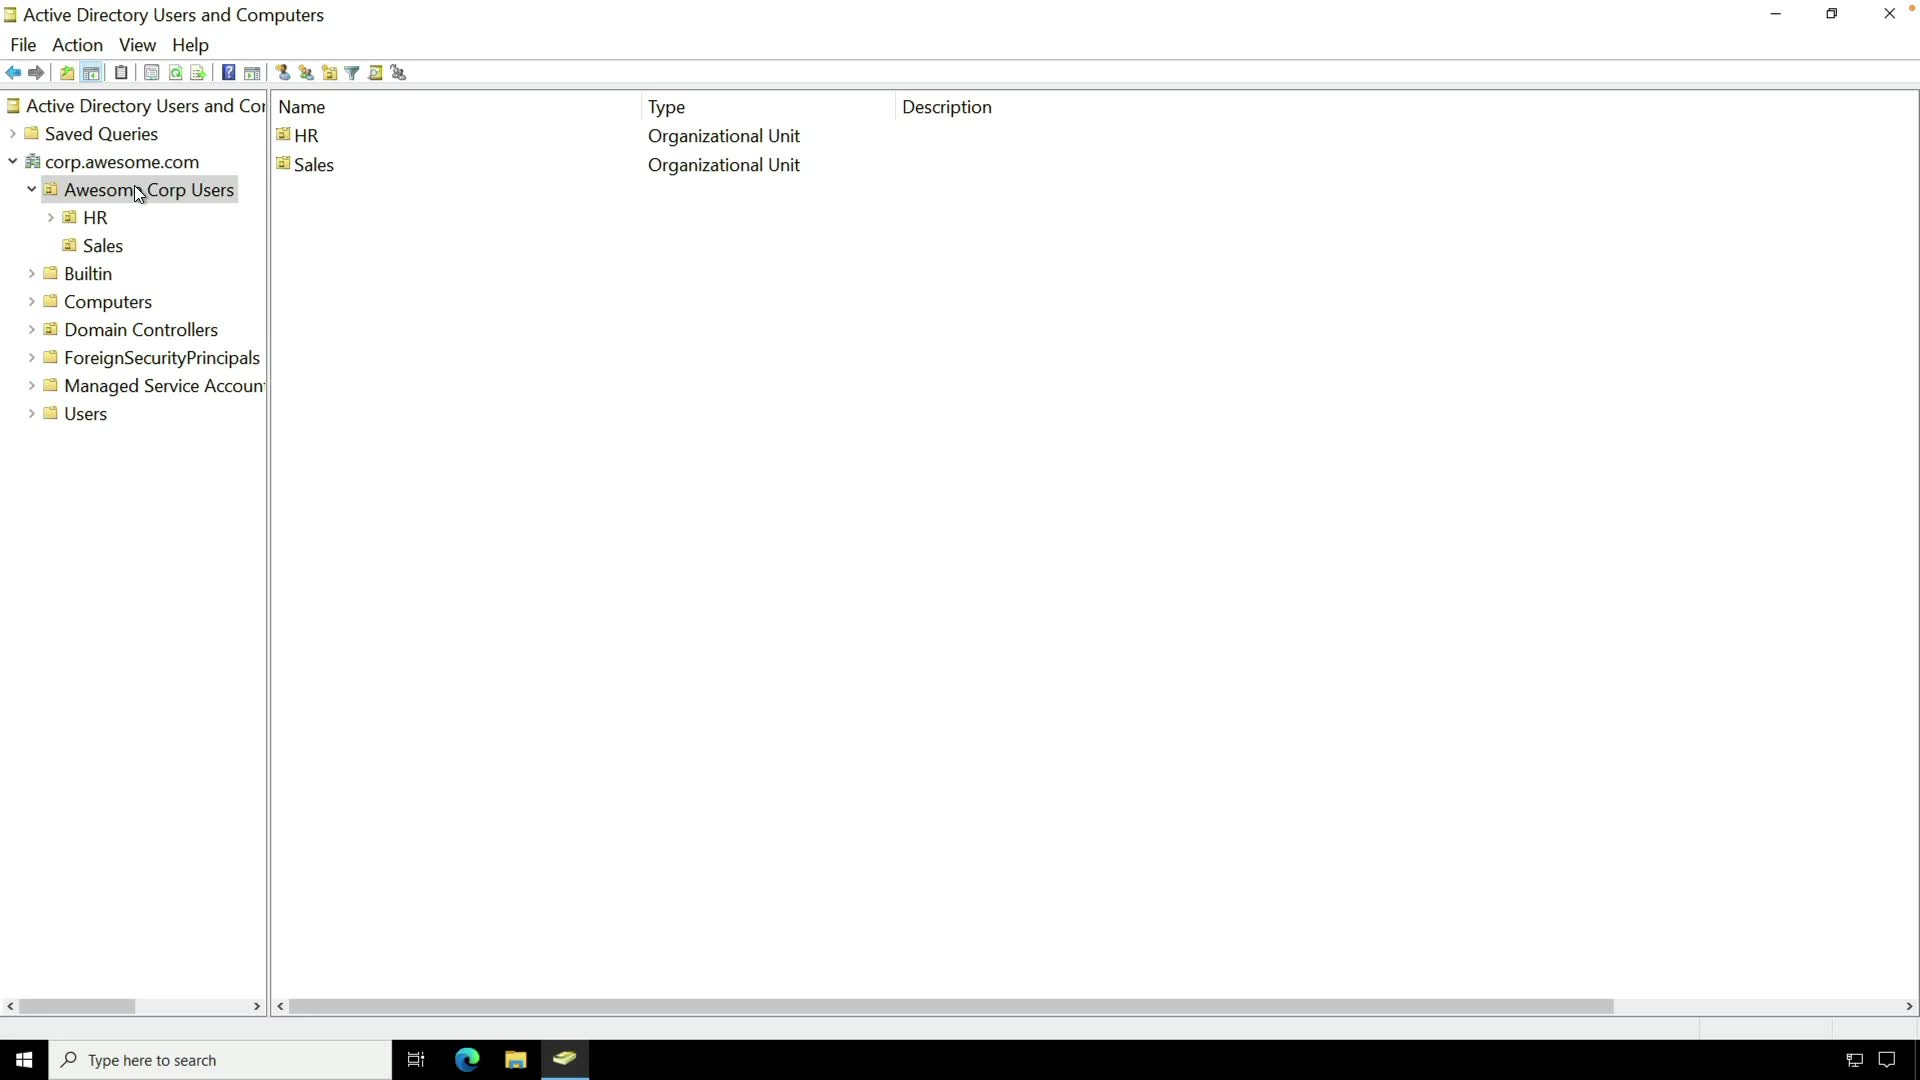 Active Directory Users and Computers
File Action View Help
Active Directory Users and Cor
Saved Queries
corp.awesome.com
Awesome Corp Users
HR
Sales
Builtin
Computers
Domain Controllers
ForeignSecurityPrincipals
Managed Service Accoun
Users
Name Type Description
HR Organizational Unit
Sales Organizational Unit
Type here to search